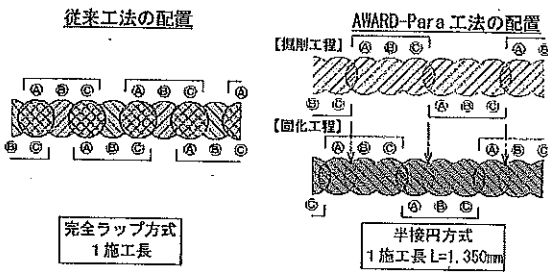 従来工法の配置
Ⓐ Ⓑ Ⓒ Ⓐ Ⓑ Ⓒ Ⓐ
Ⓑ Ⓒ Ⓐ Ⓑ Ⓒ Ⓐ Ⓑ Ⓒ
完全ラップ方式
1施工長
AWARD-Para 工法の配置
【掘削工程】
Ⓐ Ⓑ Ⓒ Ⓐ Ⓑ
Ⓑ Ⓒ Ⓐ Ⓑ Ⓒ
【固化工程】
Ⓐ Ⓑ Ⓒ Ⓐ Ⓑ
Ⓒ Ⓐ Ⓑ Ⓒ
半接円方式
1施工長 L=1,350mm